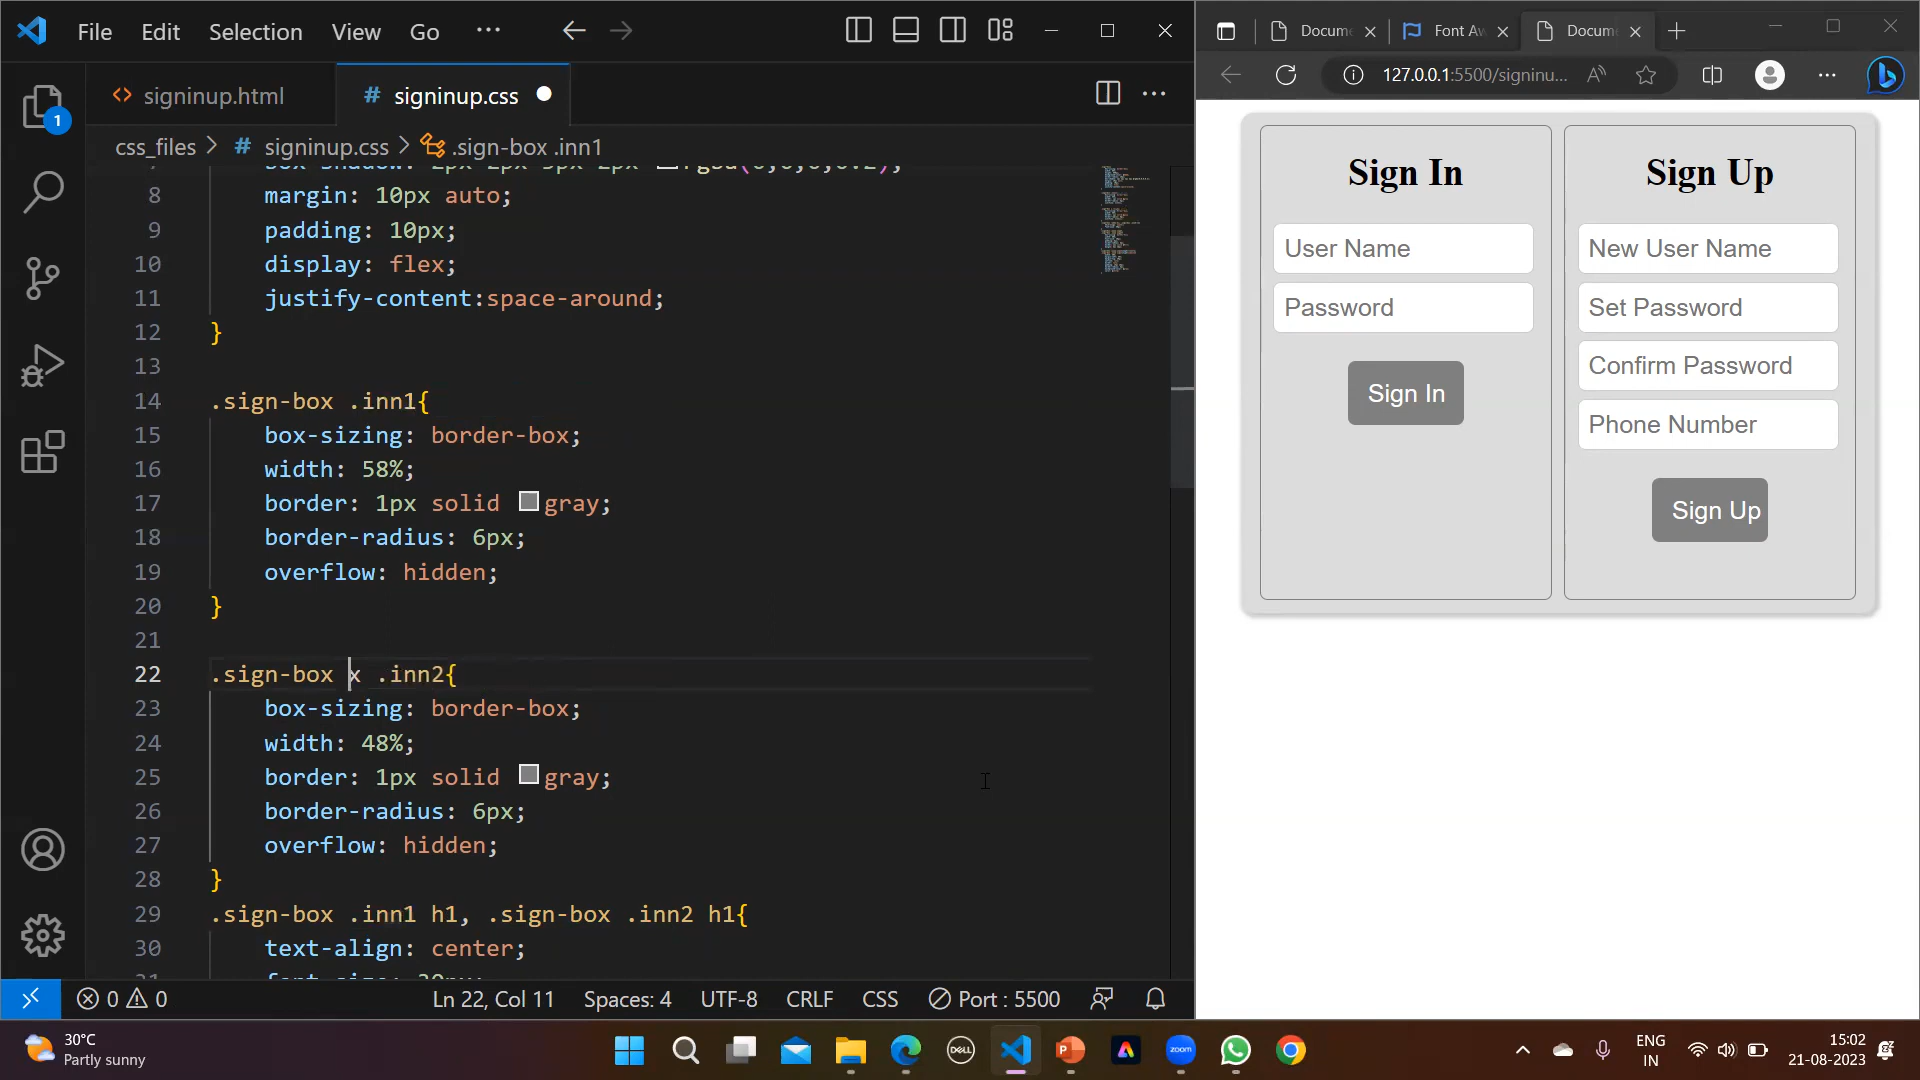 File Edit Selection View Go ...
signinup.html # signinup.css
css_files > # signinup.css > .sign-box .inn1
8 margin: 10px auto;
9 padding: 10px;
10 display: flex;
11 justify-content:space-around;
12 }
13
14 .sign-box .inn1{
15 box-sizing: border-box;
16 width: 58%;
17 border: 1px solid gray;
18 border-radius: 6px;
19 overflow: hidden;
20 }
21
22 .sign-box x .inn2{
23 box-sizing: border-box;
24 width: 48%;
25 border: 1px solid gray;
26 border-radius: 6px;
27 overflow: hidden;
28 }
29 .sign-box .inn1 h1, .sign-box .inn2 h1{
30 text-align: center;
1
0 0 Ln 22, Col 11 Spaces: 4 UTF-8 CRLF CSS Port : 5500
Docum Font Aw Docum
127.0.0.1:5500/signinu...
Sign In
User Name
Password
Sign In
Sign Up
New User Name
Set Password
Confirm Password
Phone Number
Sign Up
30°C
Partly sunny
DELL
zoom
ENG
IN
15:02
21-08-2023